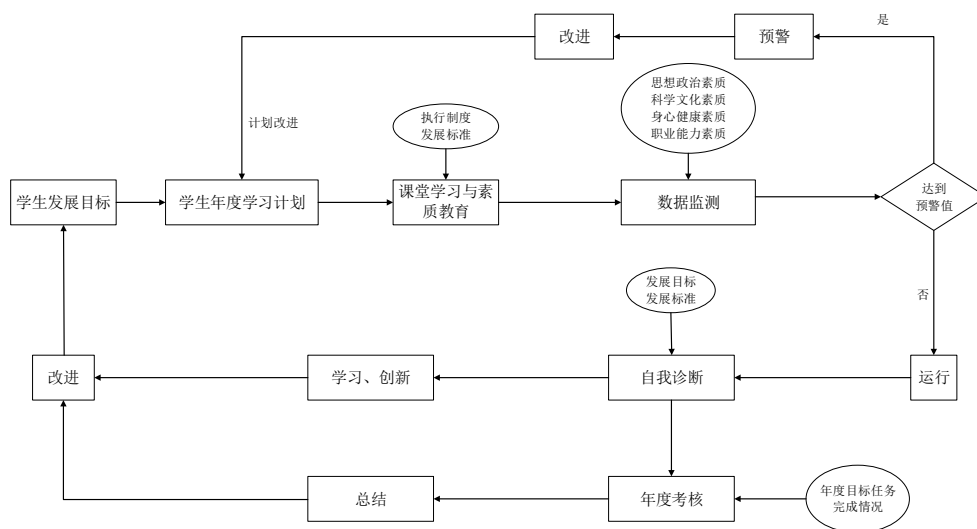 改进
预警
是
思想政治素质
科学文化素质
身心健康素质
职业能力素质
计划改进
执行制度
发展标准
学生发展目标
学生年度学习计划
课堂学习与素
质教育
数据监测
达到
预警值
发展目标
发展标准
否
改进
学习、创新
自我诊断
运行
总结
年度考核
年度目标任务
完成情况